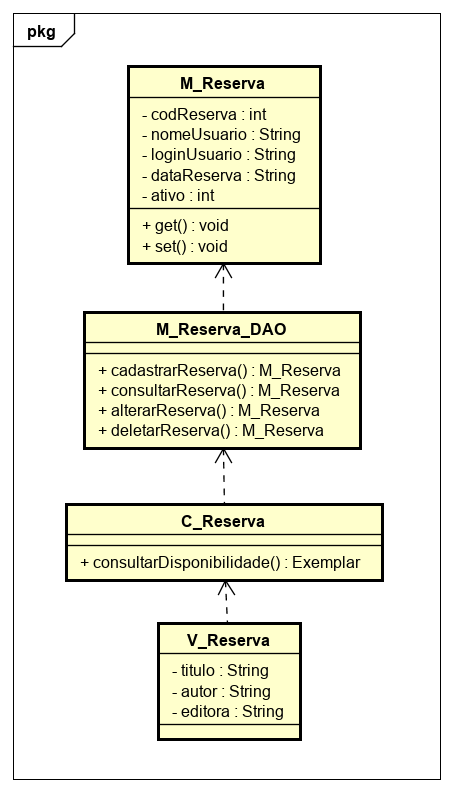 pkg
M_Reserva
- codReserva : int
- nomeUsuario : String
- loginUsuario : String
- dataReserva : String
- ativo : int
+ get() : void
+ set() : void
M_Reserva_DAO
+ cadastrarReserva() : M_Reserva
+ consultarReserva() : M_Reserva
+ alterarReserva() : M_Reserva
+ deletarReserva() : M_Reserva
C_Reserva
+ consultarDisponibilidade() : Exemplar
V_Reserva
- titulo : String
- autor : String
- editora : String